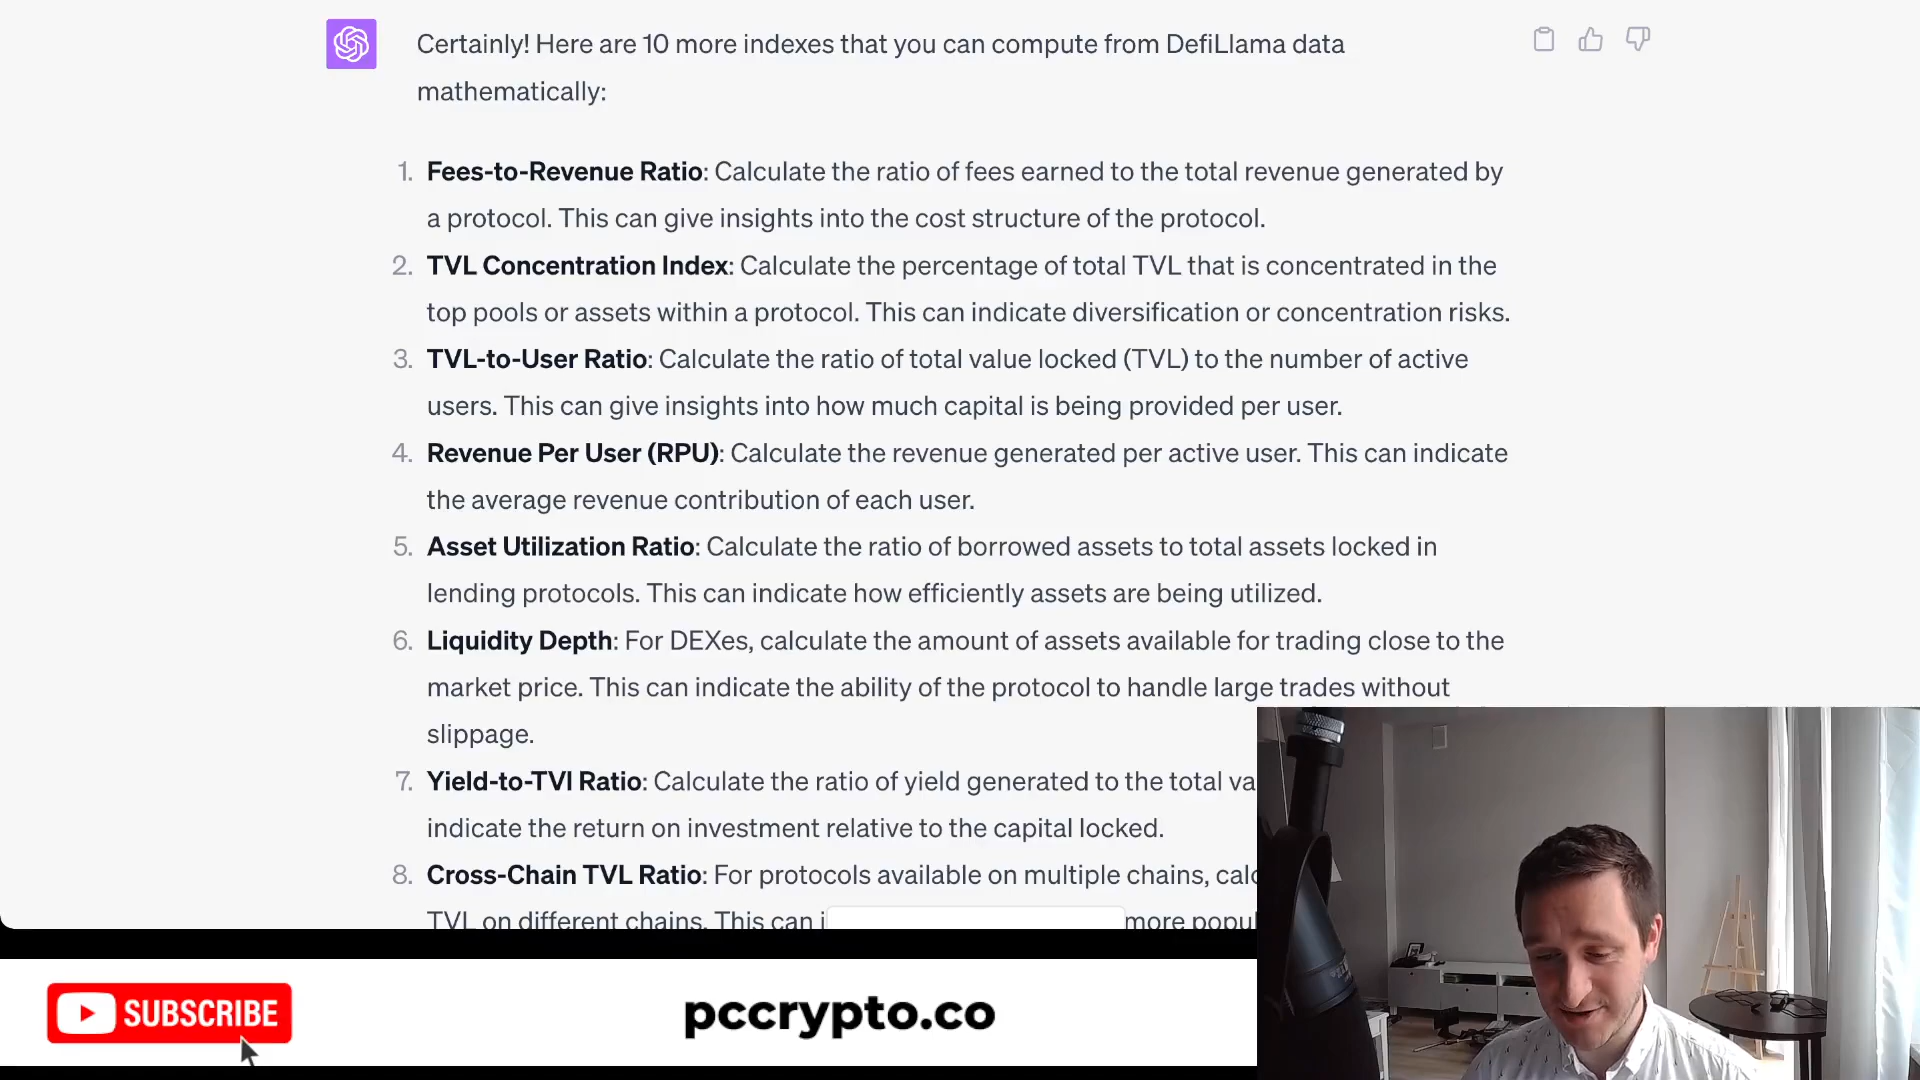 Certainly! Here are 10 more indexes that you can compute from DefiLlama data
mathematically:
1. Fees-to-Revenue Ratio: Calculate the ratio of fees earned to the total revenue generated by
a protocol. This can give insights into the cost structure of the protocol.
2. TVL Concentration Index: Calculate the percentage of total TVL that is concentrated in the
top pools or assets within a protocol. This can indicate diversification or concentration risks.
3. TVL-to-User Ratio: Calculate the ratio of total value locked (TVL) to the number of active
users. This can give insights into how much capital is being provided per user.
4. Revenue Per User (RPU): Calculate the revenue generated per active user. This can indicate
the average revenue contribution of each user.
5. Asset Utilization Ratio: Calculate the ratio of borrowed assets to total assets locked in
lending protocols. This can indicate how efficiently assets are being utilized.
6. Liquidity Depth: For DEXes, calculate the amount of assets available for trading close to the
market price. This can indicate the ability of the protocol to handle large trades without
slippage.
7. Yield-to-TVl Ratio: Calculate the ratio of yield generated to the total va
indicate the return on investment relative to the capital locked.
8. Cross-Chain TVL Ratio: For protocols available on multiple chains, calc
TVL on different chains. This can i more popul
SUBSCRIBE
pccrypto.co